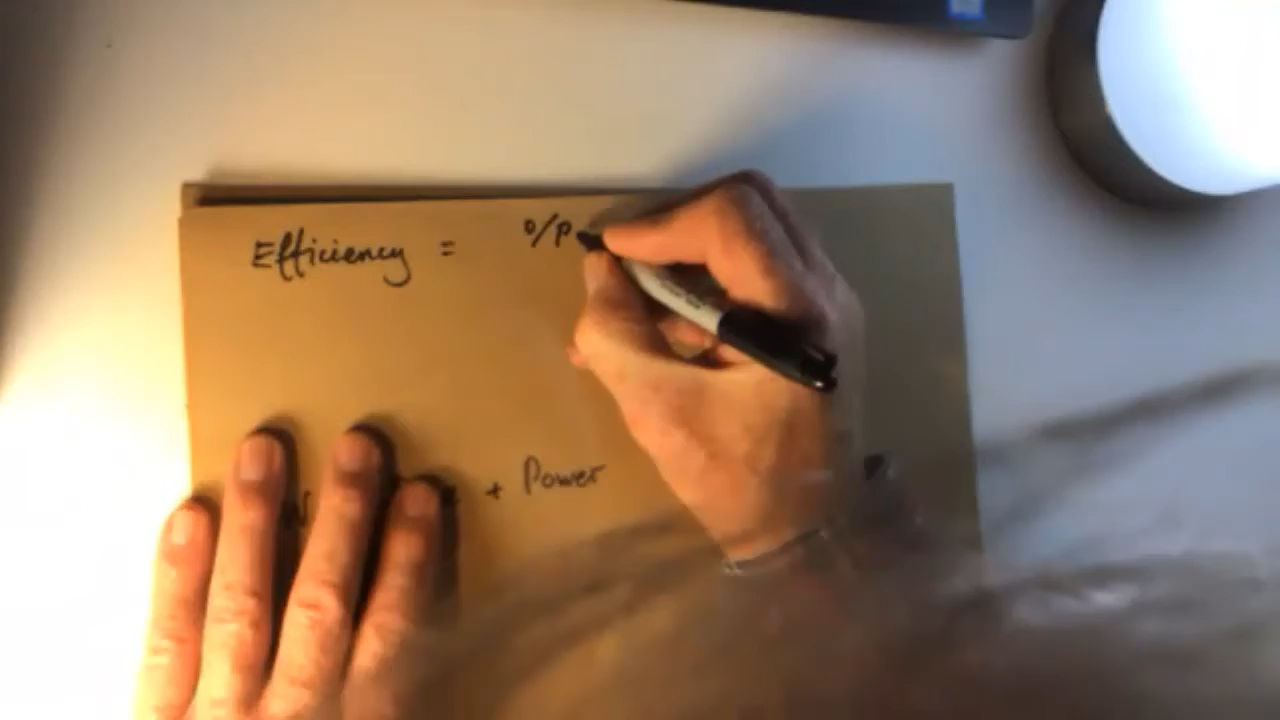 Efficiency = O/P
+ Power